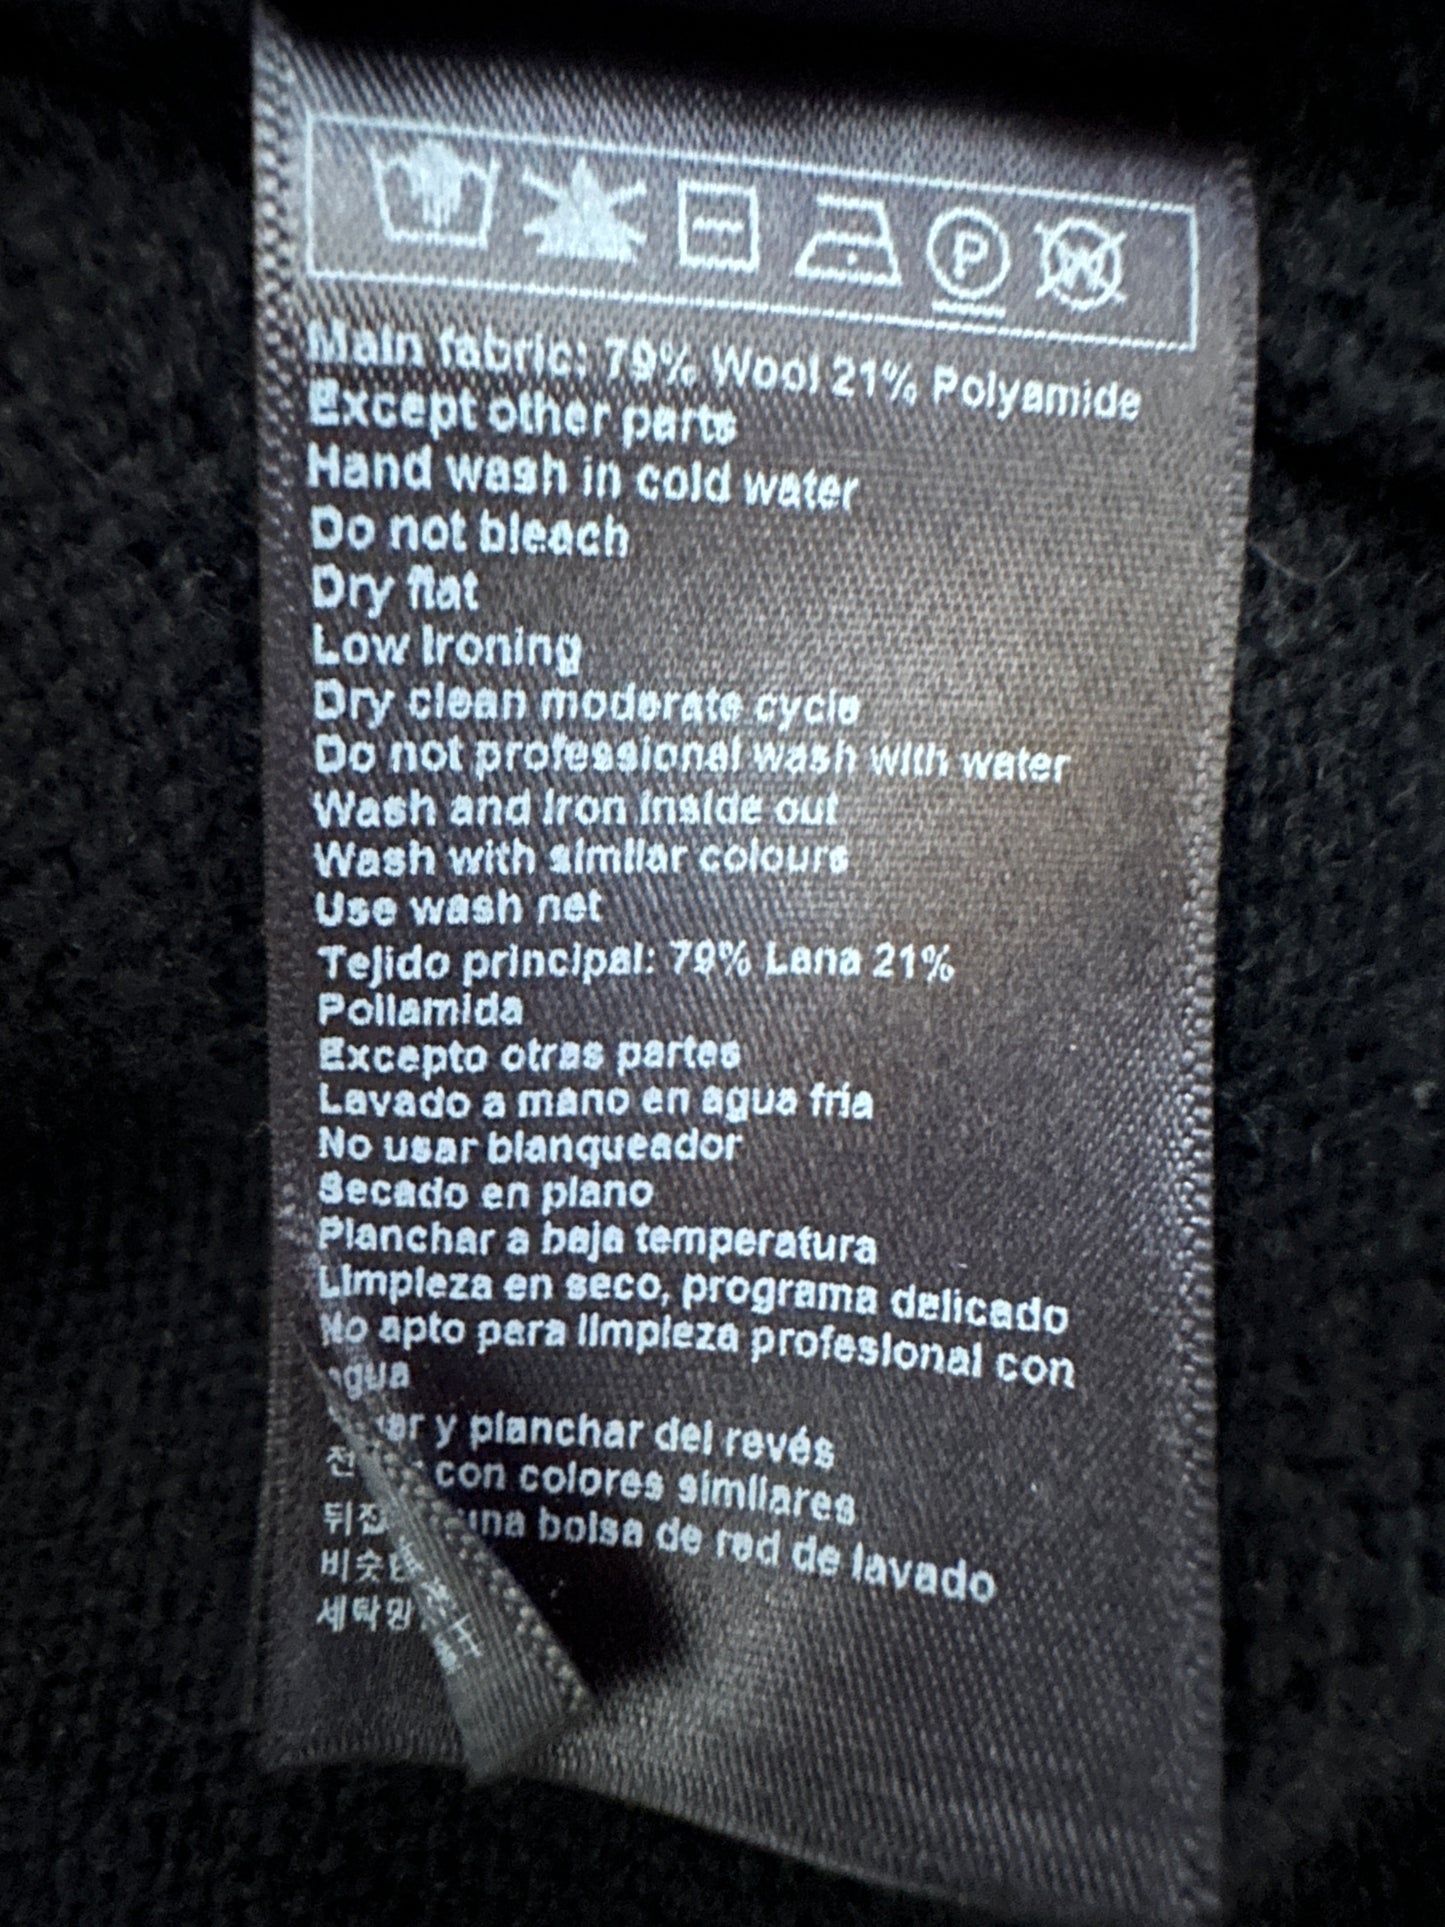 P
W
Main fabric: 79% Wool 21% Polyamide
Except other parts
Hand wash in cold water
Do not bleach
Dry flat
Low Ironing
Dry clean moderate cycle
Do not professional wash with water
Wash and iron inside out
Wash with similar colours
Use wash net
Tejido principal: 79% Lana 21%
Poliamida
Excepto otras partes
Lavado a mano en agua fría
No usar blanqueador
Secado en plano
Planchar a baja temperatura
Limpieza en seco, programa delicado
No apto para limpieza profesional con
agua
y planchar del revés
con colores similares
una bolsa de red de lavado